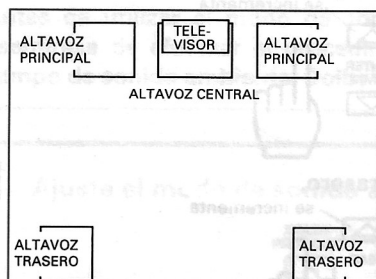 TELE-
VISOR
ALTAVOZ
PRINCIPAL
ALTAVOZ
PRINCIPAL
ALTAVOZ CENTRAL
ALTAVOZ
TRASERO
ALTAVOZ
TRASERO